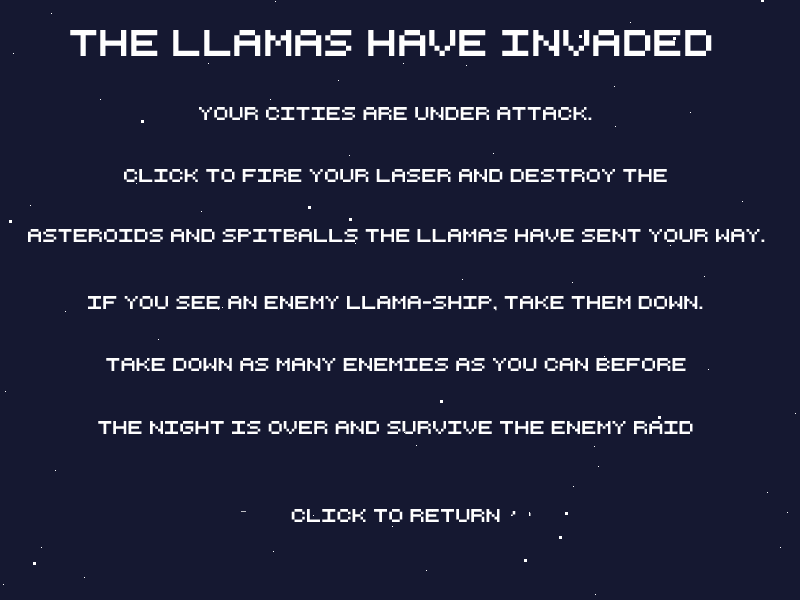 THE LLAMAS HAVE INVADED
YOUR CITIES ARE UNDER ATTACK.
CLICK TO FIRE YOUR LASER AND DESTROY THE
ASTEROIDS AND SPITBALLS THE LLAMAS HAVE SENT YOUR WAY.
IF YOU SEE AN ENEMY LLAMA-SHIP, TAKE THEM DOWN.
TAKE DOWN AS MANY ENEMIES AS YOU CAN BEFORE
THE NIGHT IS OVER AND SURVIVE THE ENEMY RAID
CLICK TO RETURN